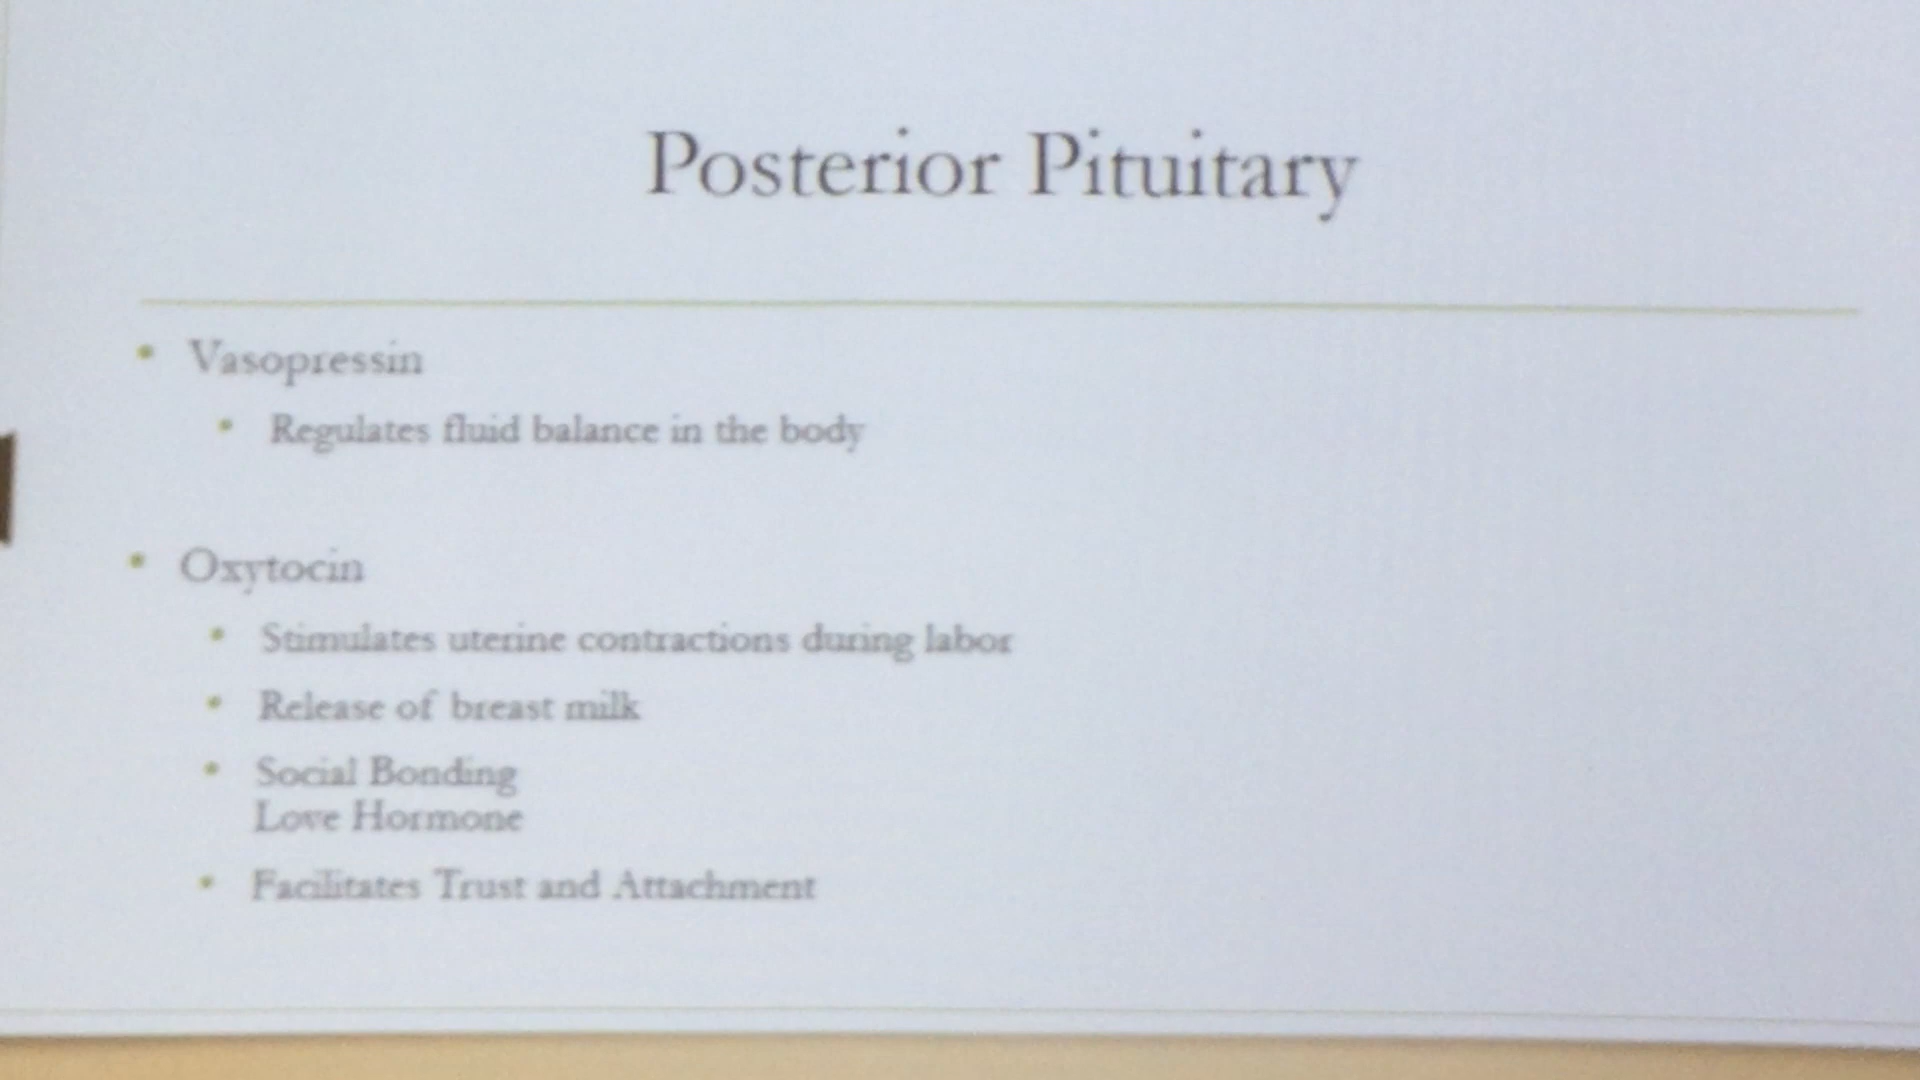 Posterior Pituitary
• Vasopressin
• Regulates fluid balance in the body
• Oxytocin
• Stimulates uterine contractions during labor
• Release of breast milk
• Social Bonding
Love Hormone
• Facilitates Trust and Attachment